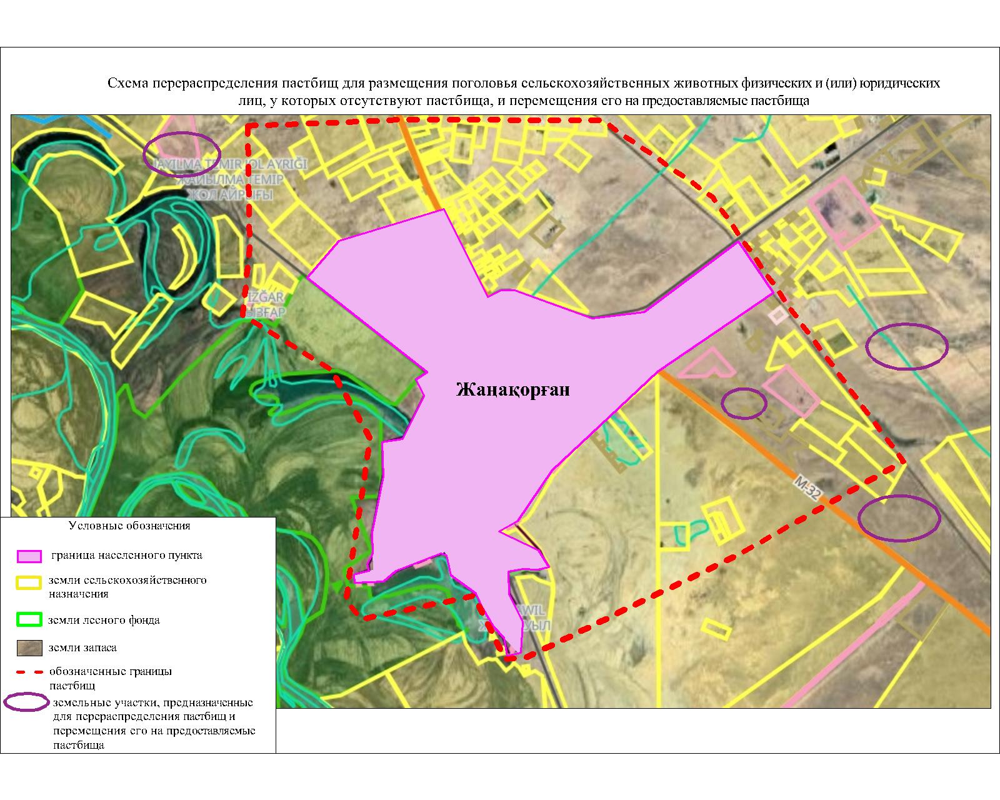 Схема перераспределения пастбищ для размещения поголовья сельскохозяйственных животных физических и (или) юридических
лиц, у которых отсутствуют пастбища, и перемещения его на предоставляемые пастбища
JAYILMA TEMIR JOL AYRIĞI
ЖАЙЫЛМА ТЕМІР
ЖОЛ АЙРЫҒЫ
IZĞAR
ЫЗҒАР
Жаңақорған
M-32
Условные обозначения
граница населенного пункта
земли сельскохозяйственного
назначения
земли лесного фонда
земли запаса
обозначенные границы
пастбищ
земельные участки, предназначенные
для перераспределения пастбищ и
перемещения его на предоставляемые
пастбища